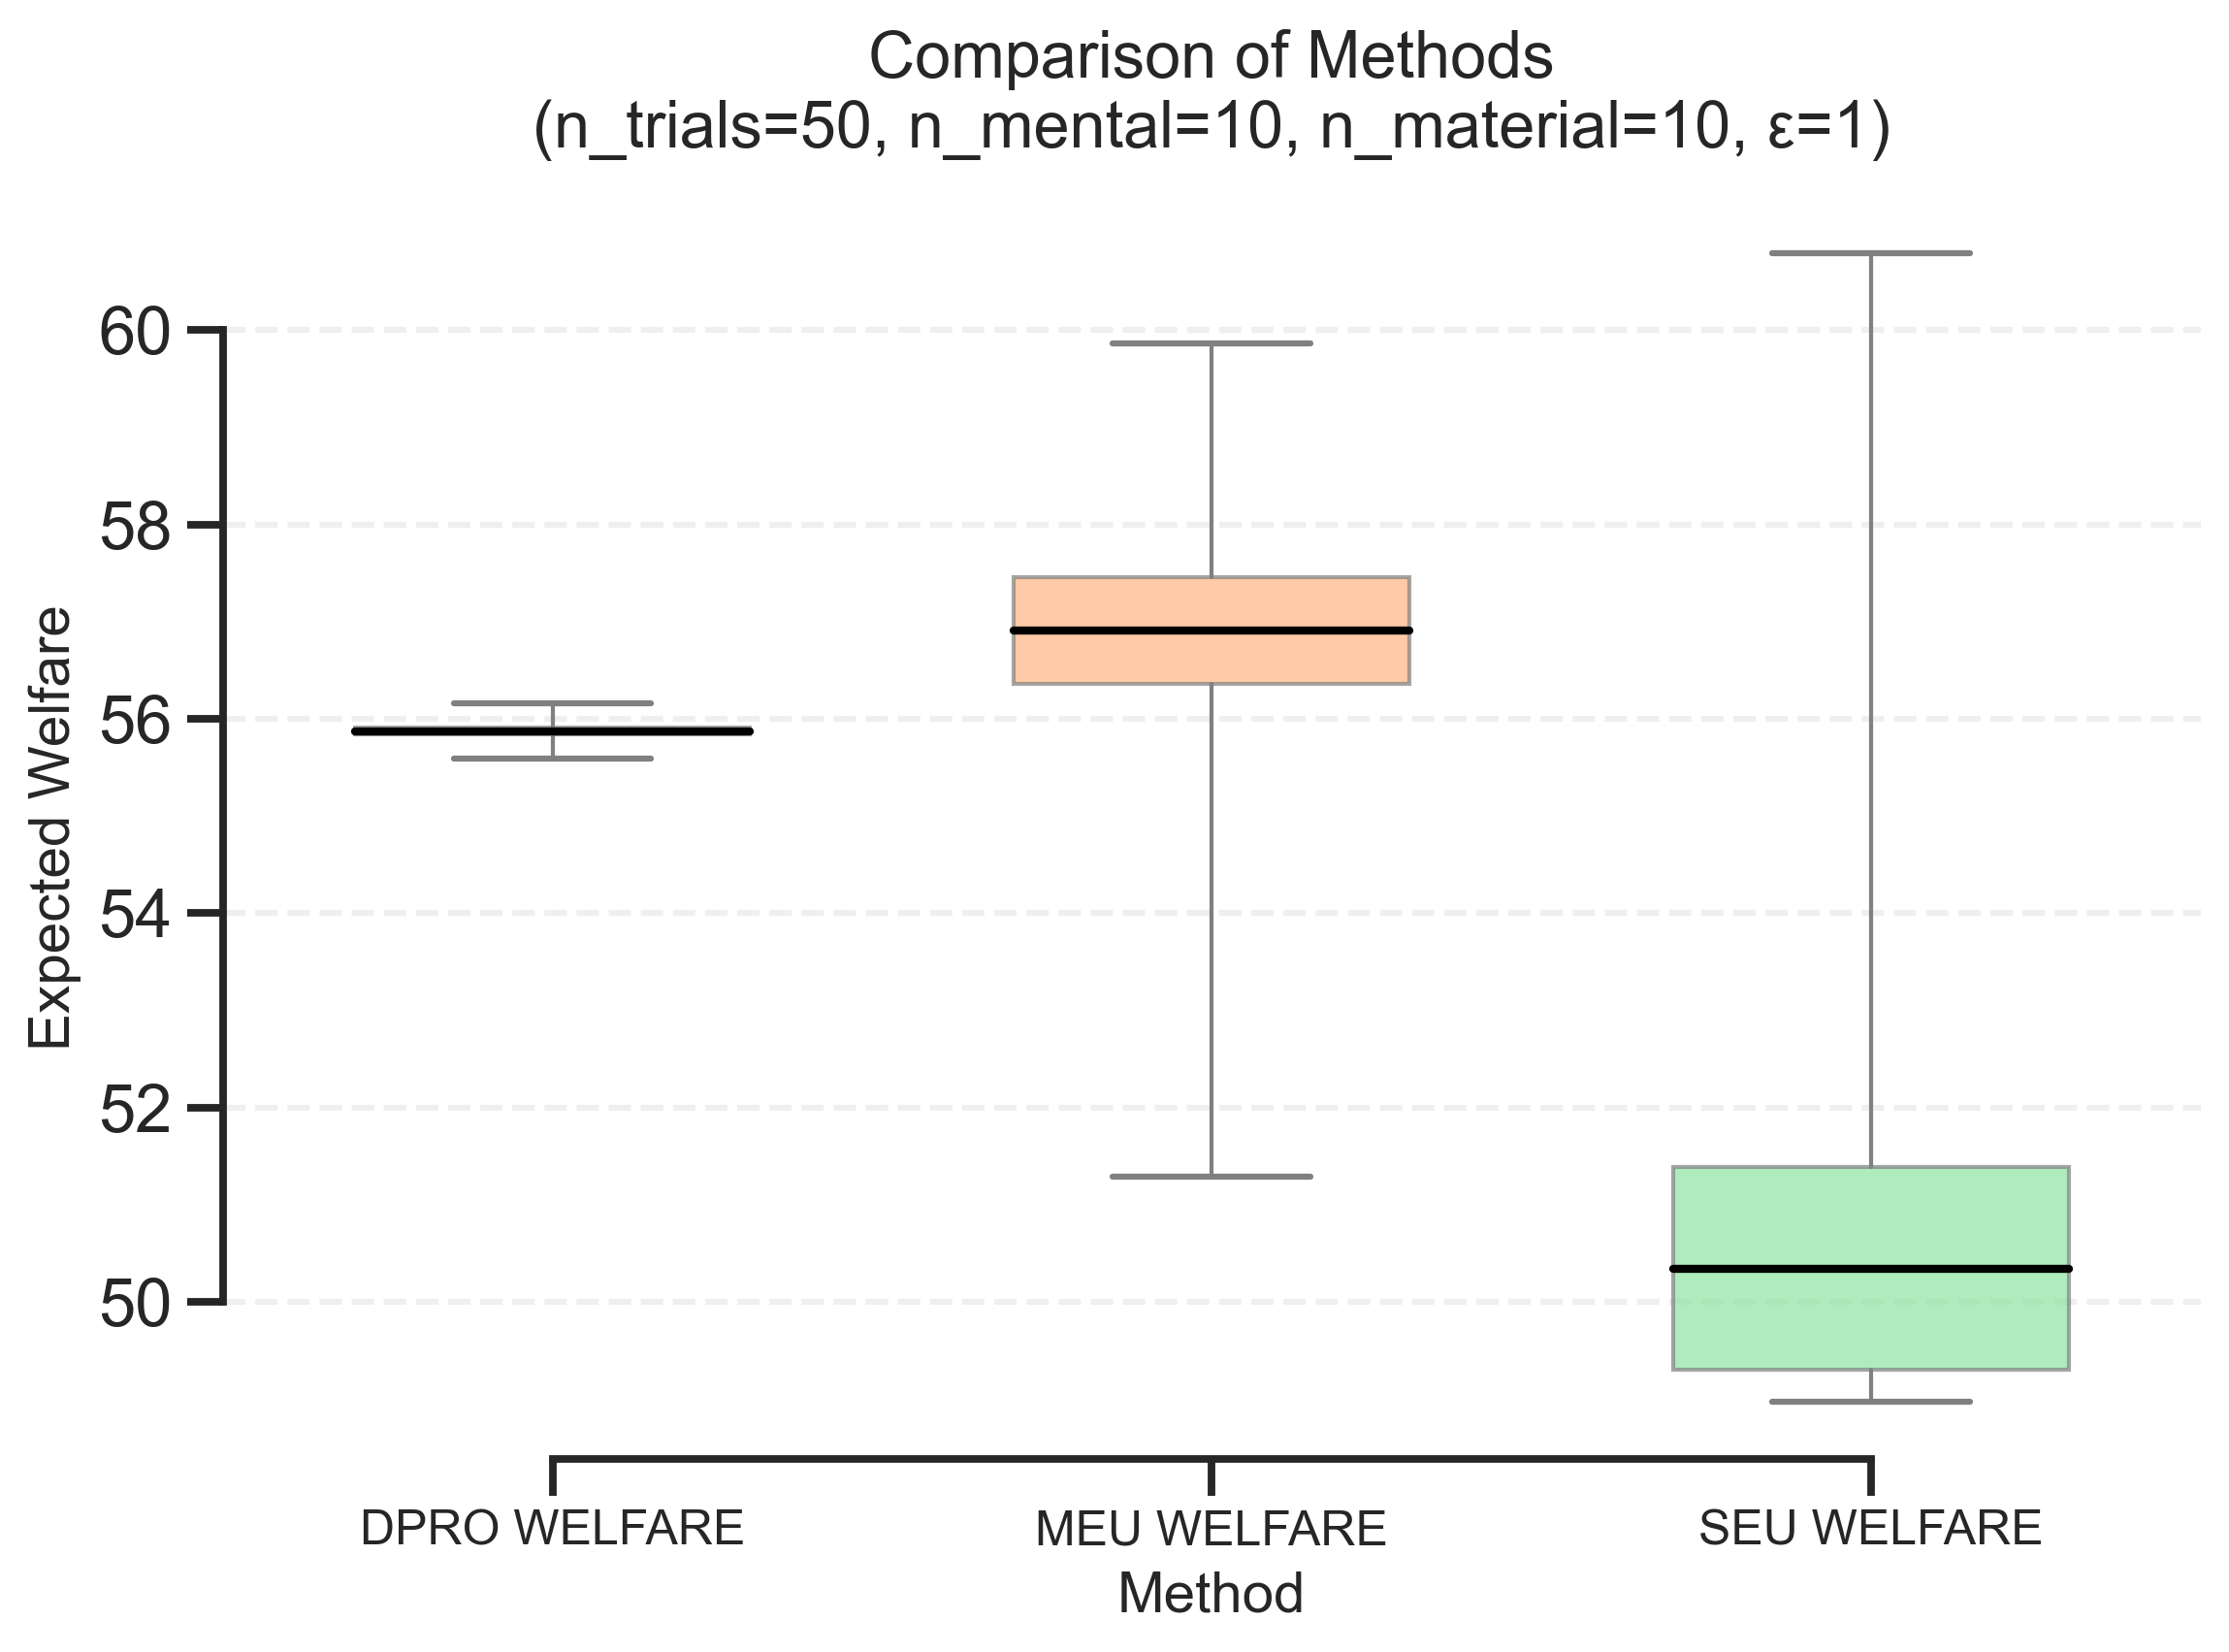 Comparison of Methods
(n_trials=50, n_mental=10, n_material=10, ε=1)
Expected Welfare
60
58
56
54
52
50
DPRO WELFARE
MEU WELFARE
SEU WELFARE
Method